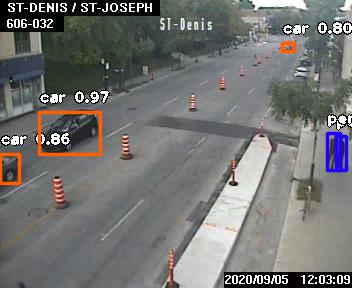 ST-DENIS / ST-JOSEPH
606-032
ST-Denis
car 0.80
car 0.97
car 0.86
per
2020/09/05 12:03:09